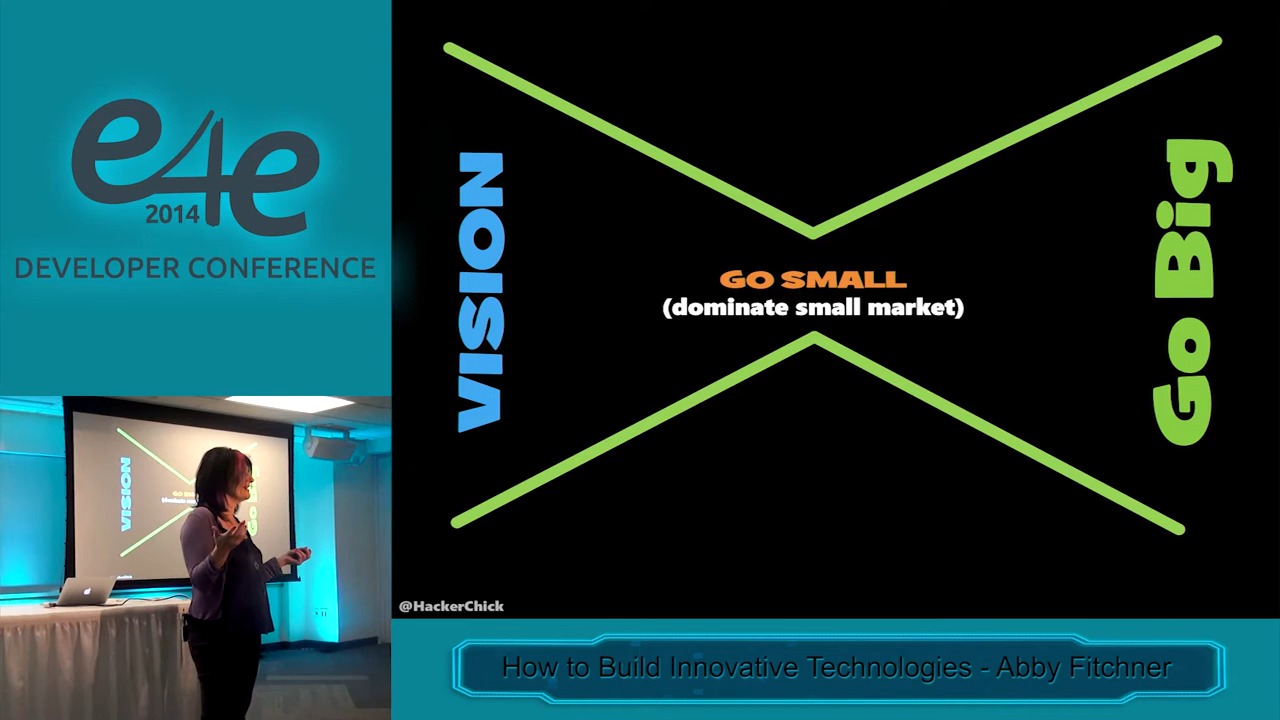 e4e
2014
DEVELOPER CONFERENCE
VISION
GO SMALL
(dominate small market)
Go Big
@HackerChick
VISION
How to Build Innovative Technologies - Abby Fitchner